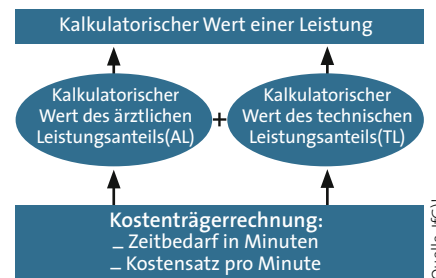 Kalkulatorischer Wert einer Leistung
Kalkulatorischer
Wert des ärztlichen
Leistungsanteils(AL)
+
Kalkulatorischer
Wert des technischen
Leistungsanteils(TL)
Kostenträgerrechnung:
– Zeitbedarf in Minuten
– Kostensatz pro Minute